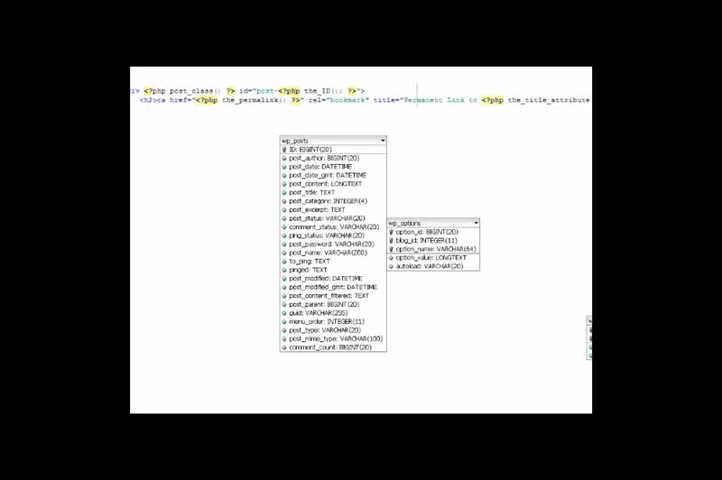 div <?php post_class() ?> id="post-<?php the_ID(); ?>">
<h2><a href="<?php the_permalink() ?>" rel="bookmark" title="Permanent Link to <?php the_title_attribute
wp_posts
ID: BIGINT(20)
post_author: BIGINT(20)
post_date: DATETIME
post_date_gmt: DATETIME
post_content: LONGTEXT
post_title: TEXT
post_category: INTEGER(4)
post_excerpt: TEXT
post_status: VARCHAR(20)
comment_status: VARCHAR(20)
ping_status: VARCHAR(20)
post_password: VARCHAR(20)
post_name: VARCHAR(200)
to_ping: TEXT
pinged: TEXT
post_modified: DATETIME
post_modified_gmt: DATETIME
post_content_filtered: TEXT
post_parent: BIGINT(20)
guid: VARCHAR(255)
menu_order: INTEGER(11)
post_type: VARCHAR(20)
post_mime_type: VARCHAR(100)
comment_count: BIGINT(20)
wp_options
option_id: BIGINT(20)
blog_id: INTEGER(11)
option_name: VARCHAR(64)
option_value: LONGTEXT
autoload: VARCHAR(20)